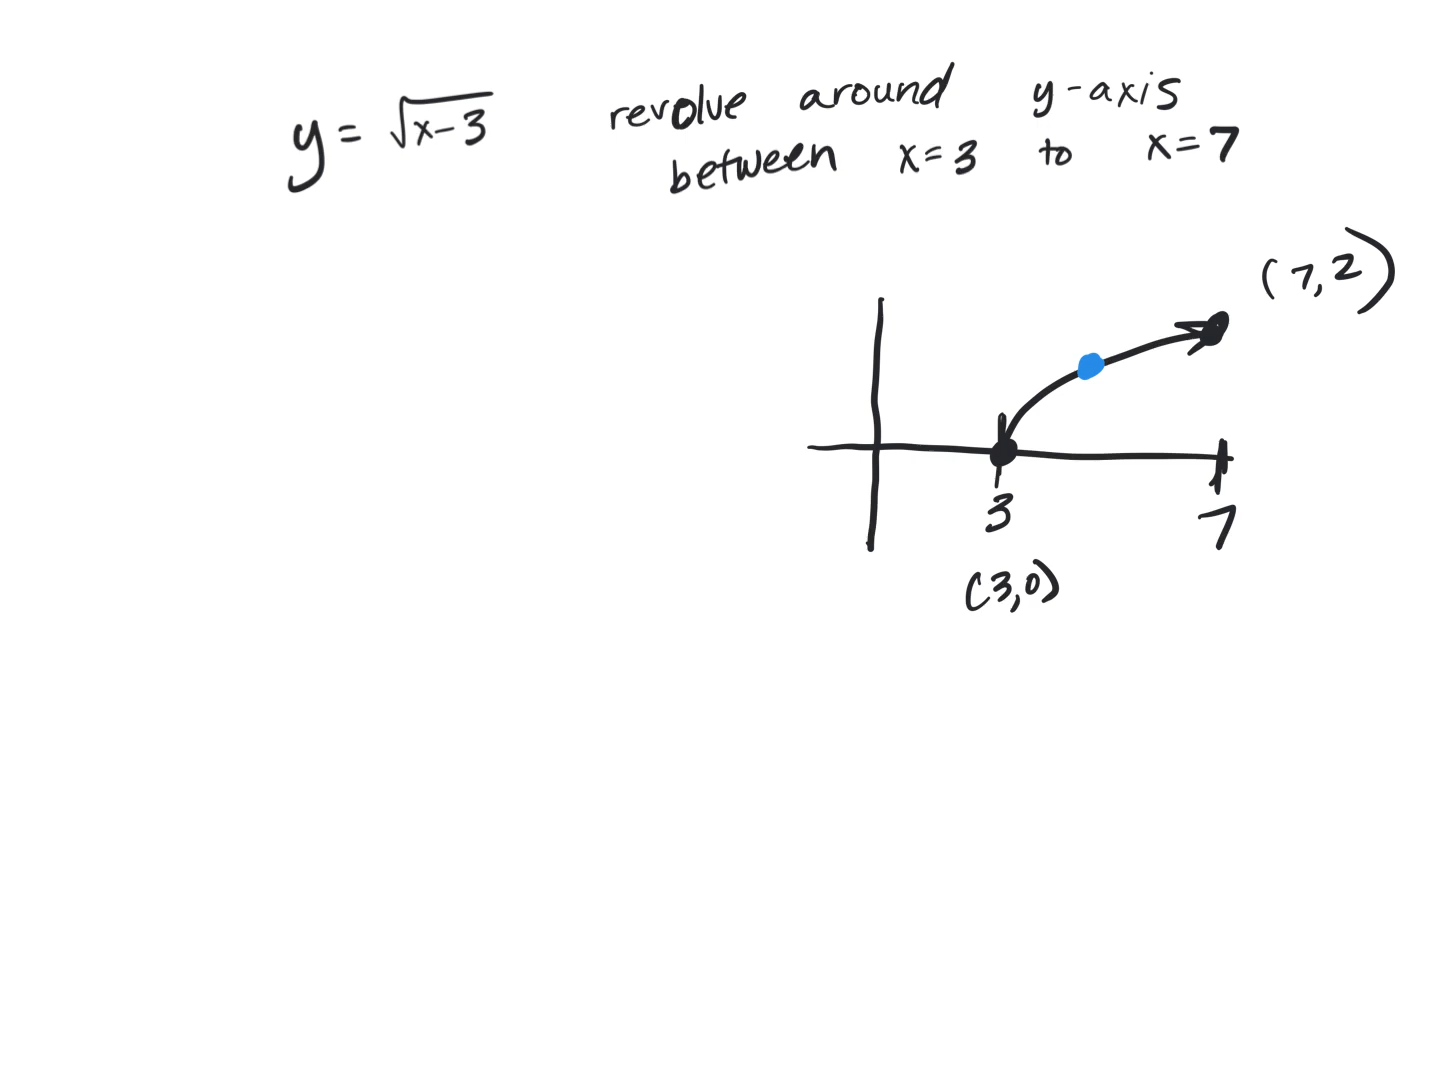 y = √x-3 revolve around y-axis
between x=3 to x=7
(7,2)
3
7
(3,0)